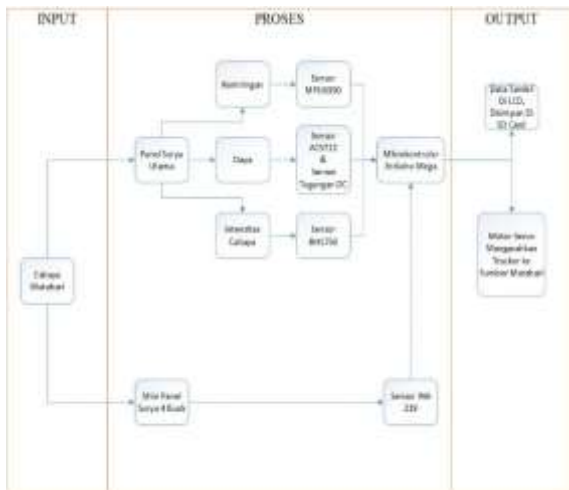 INPUT
PROSES
OUTPUT
Kemiringan
Sensor
MPU6050
Data Tampil
Di LCD,
Disimpan Di
SD Card
Panel Surya
Utama
Daya
Sensor
ACS712
&
Sensor
Tegangan DC
Mikrokontroler
Arduino Mega
Intensitas
Cahaya
Sensor
BH1750
Motor Servo
Mengarahkan
Tracker ke
Sumber Matahari
Cahaya
Matahari
Mini Panel
Surya 4 Buah
Sensor INA
219